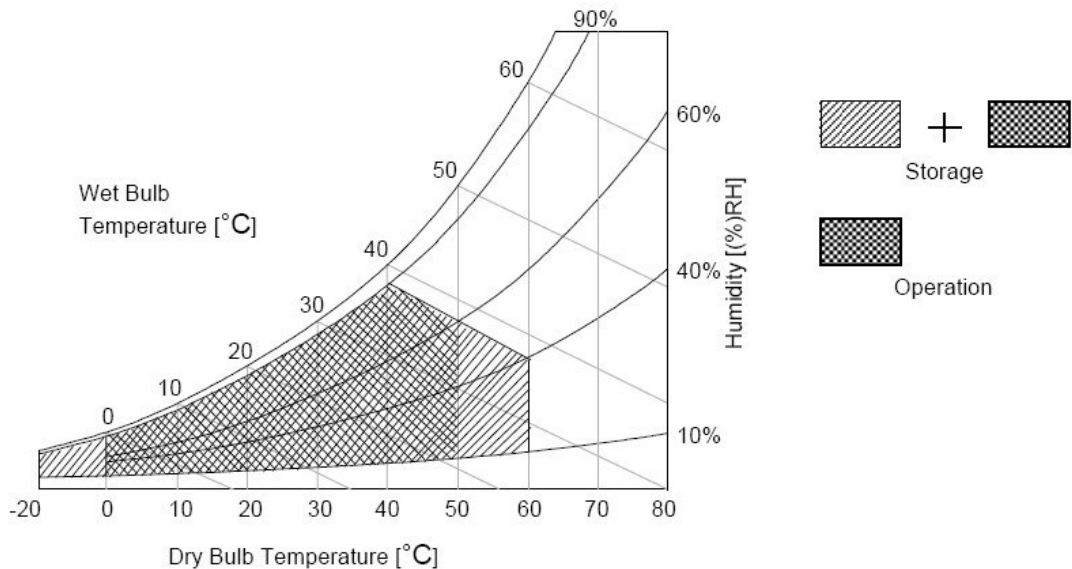 90%
60
60%
50
Wet Bulb
Temperature [°C]
Storage
40
40%
30
Humidity [(%)RH]
Operation
20
10
0
10%
-20 0 10 20 30 40 50 60 70 80
Dry Bulb Temperature [°C]